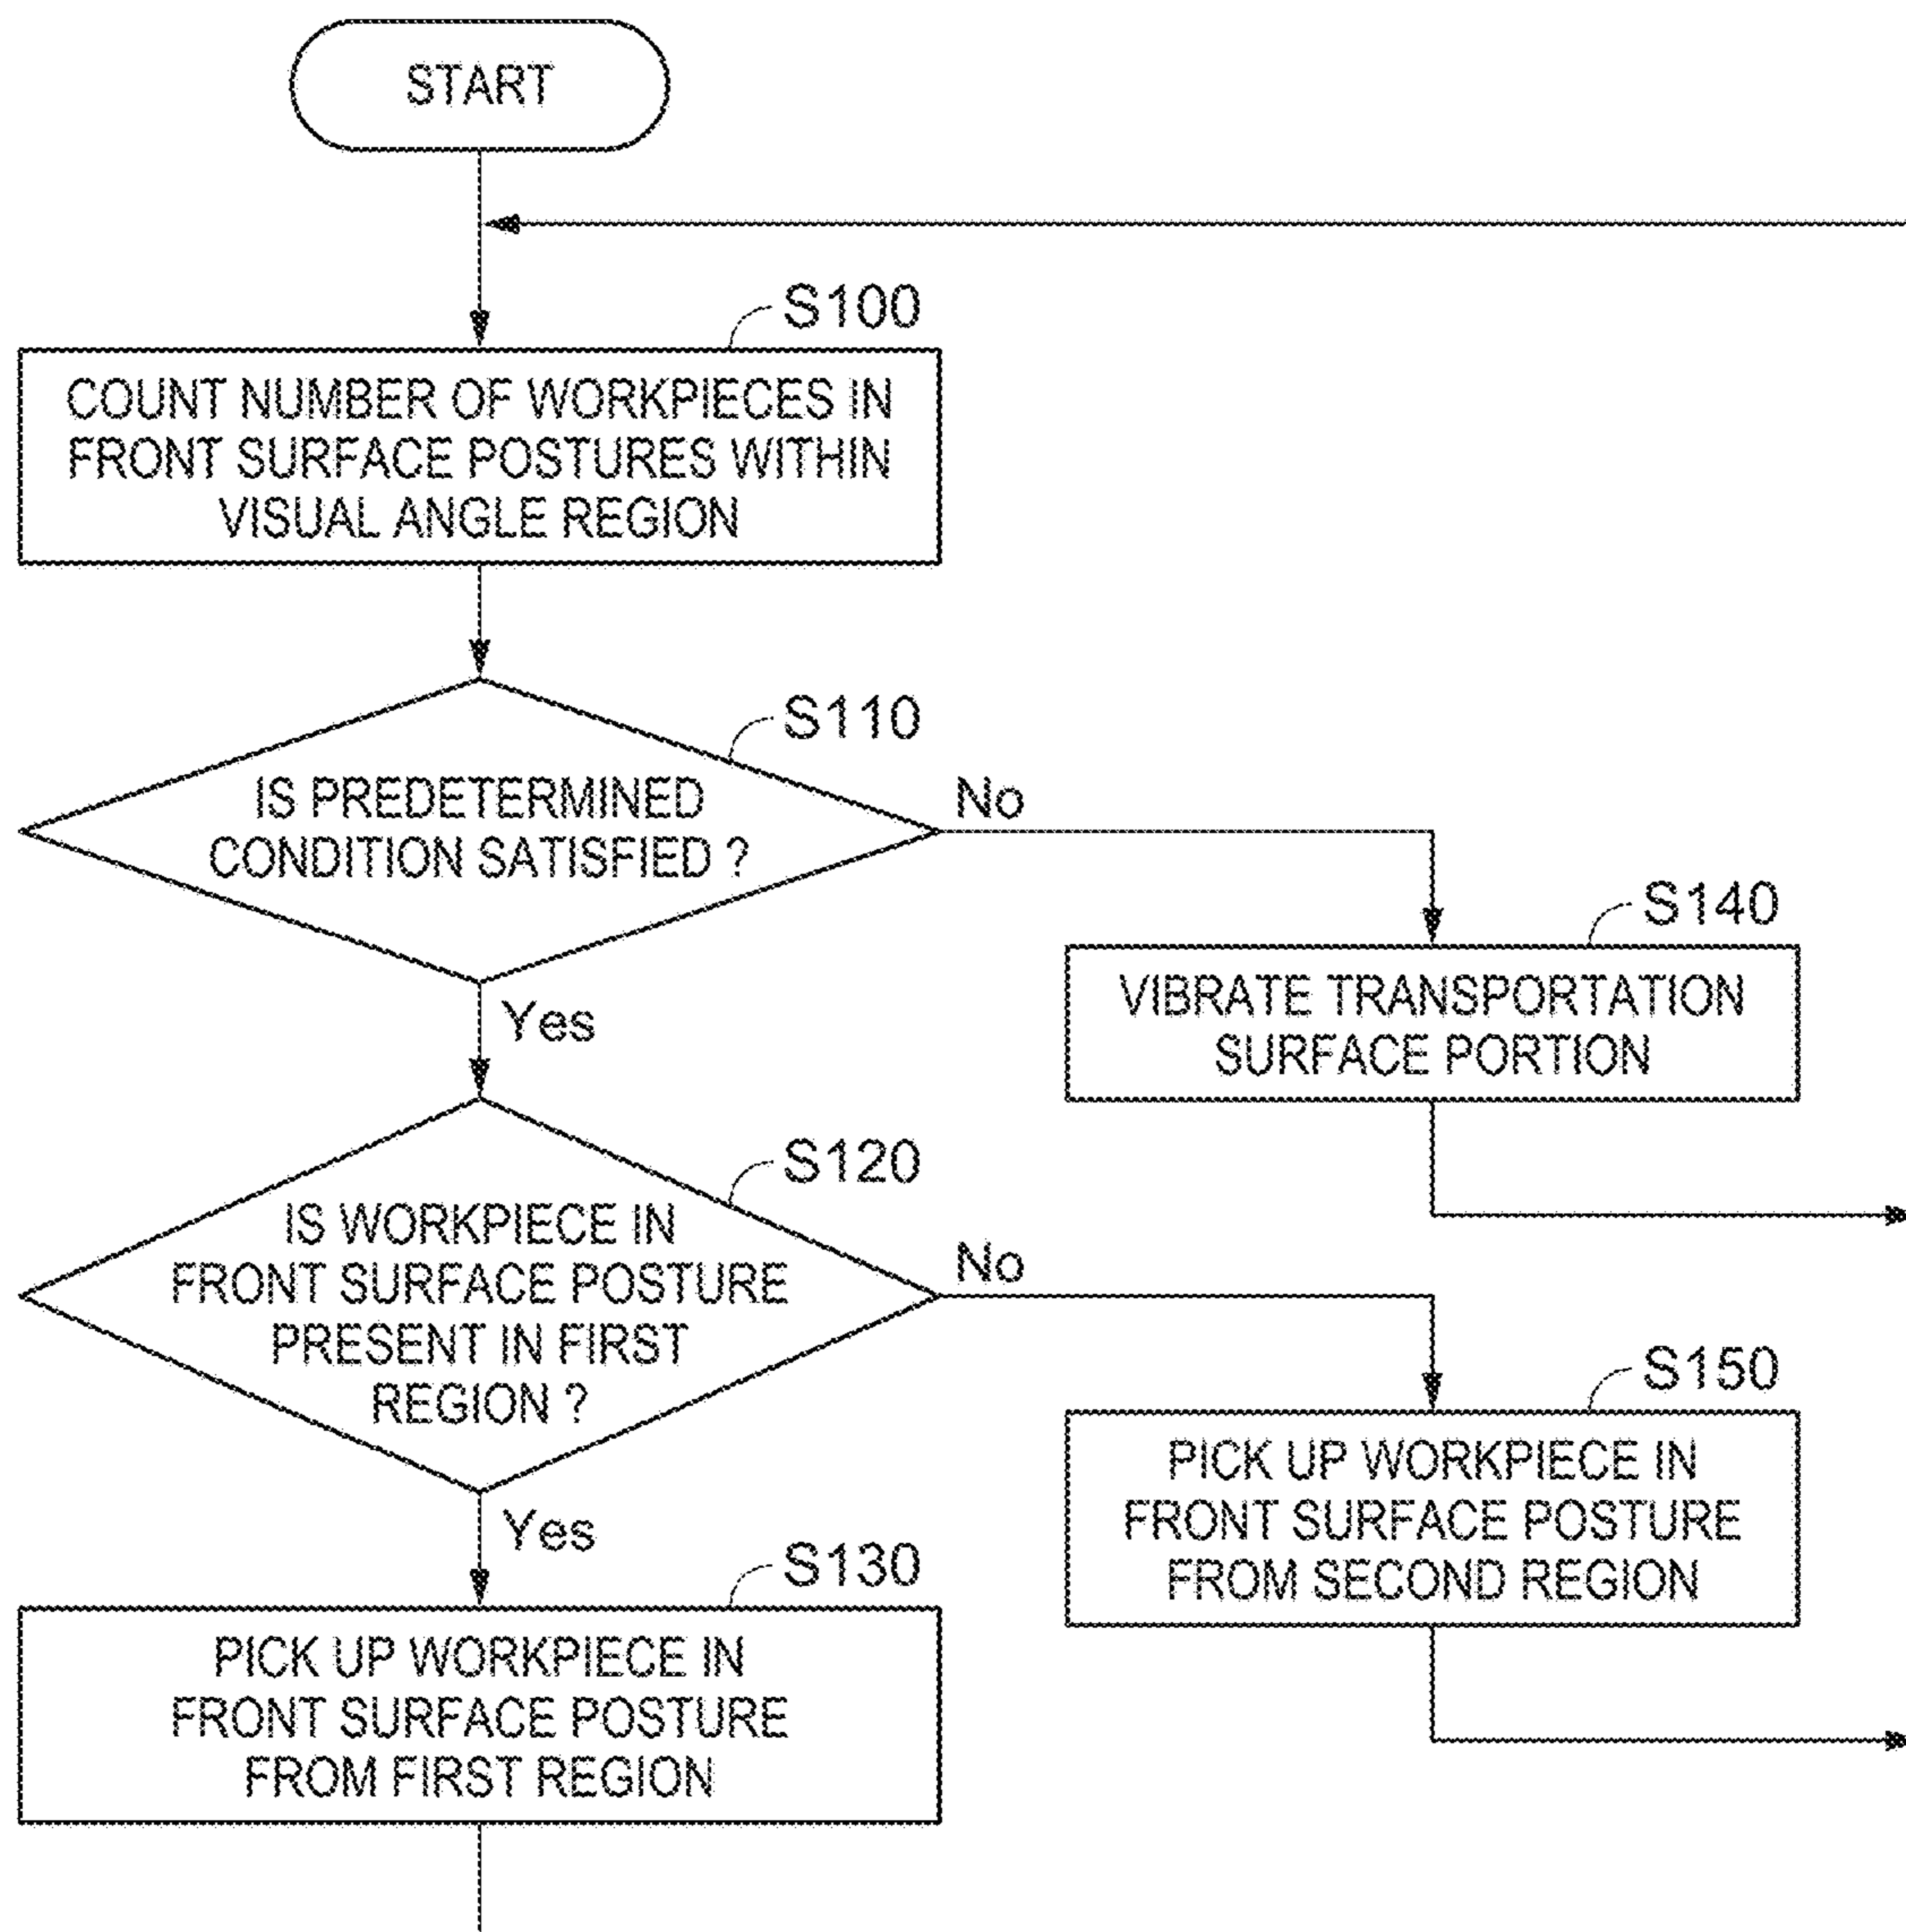 START
S100
COUNT NUMBER OF WORKPIECES IN
FRONT SURFACE POSTURES WITHIN
VISUAL ANGLE REGION
S110
IS PREDETERMINED
CONDITION SATISFIED ?
No
Yes
S140
VIBRATE TRANSPORTATION
SURFACE PORTION
S120
IS WORKPIECE IN
FRONT SURFACE POSTURE
PRESENT IN FIRST
REGION ?
No
Yes
S150
PICK UP WORKPIECE IN
FRONT SURFACE POSTURE
FROM SECOND REGION
S130
PICK UP WORKPIECE IN
FRONT SURFACE POSTURE
FROM FIRST REGION